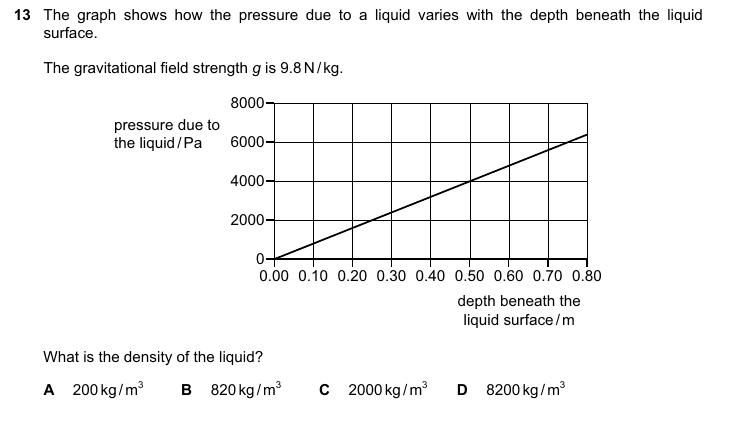 13 The graph shows how the pressure due to a liquid varies with the depth beneath the liquid
surface.
The gravitational field strength g is 9.8 N/kg.
8000
pressure due to
the liquid/Pa
6000
4000
2000
0
0.00 0.10 0.20 0.30 0.40 0.50 0.60 0.70 0.80
depth beneath the
liquid surface/m
What is the density of the liquid?
A 200 kg/m³ B 820 kg/m³ C 2000 kg/m³ D 8200 kg/m³